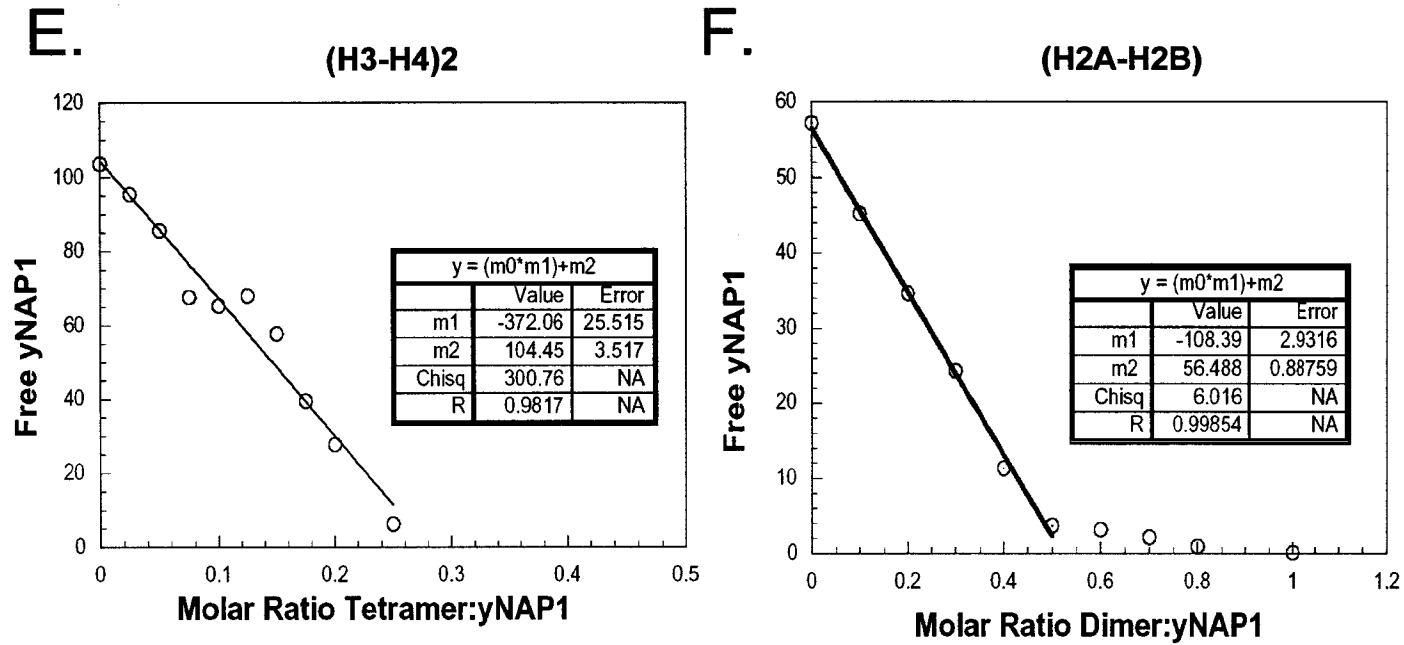 E.
(H3-H4)2
120
100
80
60
40
20
0
Free yNAP1
y = (m0*m1)+m2
Value Error
m1 -372.06 25.515
m2 104.45 3.517
Chisq 300.76 NA
R 0.9817 NA
0 0.1 0.2 0.3 0.4 0.5
Molar Ratio Tetramer:yNAP1
F.
(H2A-H2B)
60
50
40
30
20
10
0
Free yNAP1
y = (m0*m1)+m2
Value Error
m1 -108.39 2.9316
m2 56.488 0.88759
Chisq 6.016 NA
R 0.99854 NA
0 0.2 0.4 0.6 0.8 1 1.2
Molar Ratio Dimer:yNAP1